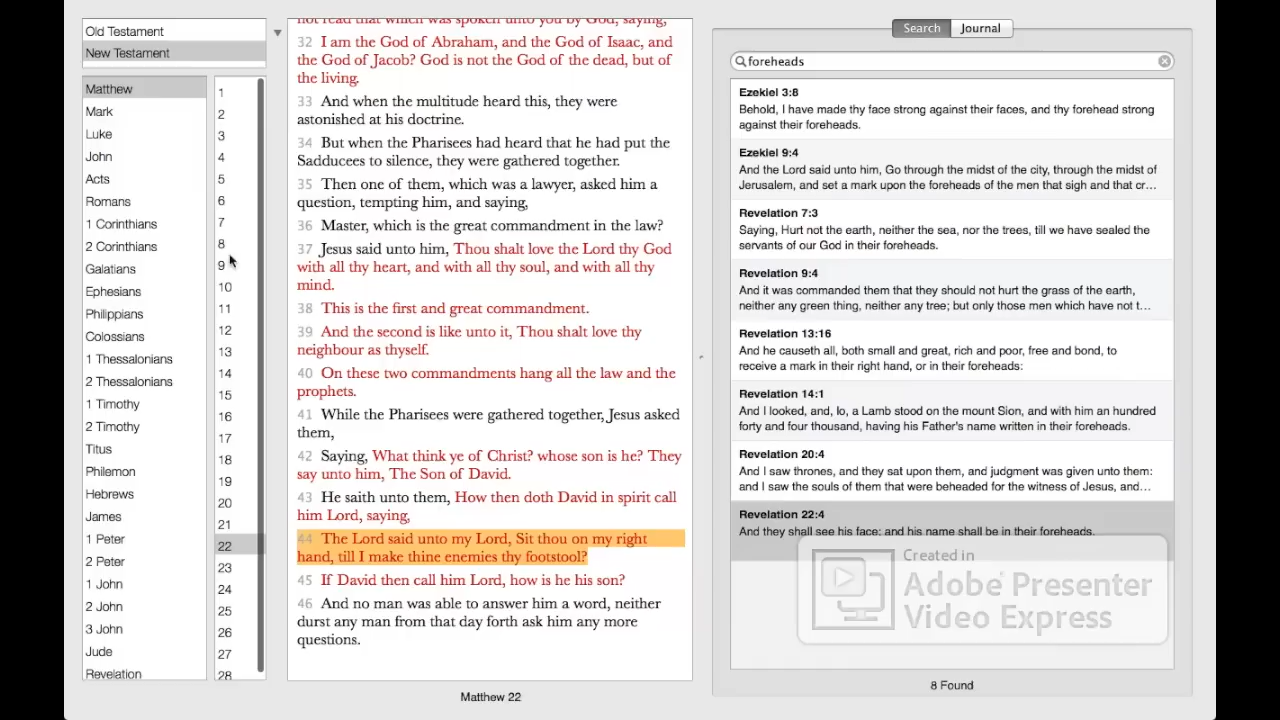 Old Testament
New Testament
Matthew
Mark
Luke
John
Acts
Romans
1 Corinthians
2 Corinthians
Galatians
Ephesians
Philippians
Colossians
1 Thessalonians
2 Thessalonians
1 Timothy
2 Timothy
Titus
Philemon
Hebrews
James
1 Peter
2 Peter
1 John
2 John
3 John
Jude
Revelation
1
2
3
4
5
6
7
8
9
10
11
12
13
14
15
16
17
18
19
20
21
22
23
24
25
26
27
28
not read that which was spoken unto you by God, saying,
32 I am the God of Abraham, and the God of Isaac, and
the God of Jacob? God is not the God of the dead, but of
the living.
33 And when the multitude heard this, they were
astonished at his doctrine.
34 But when the Pharisees had heard that he had put the
Sadducees to silence, they were gathered together.
35 Then one of them, which was a lawyer, asked him a
question, tempting him, and saying,
36 Master, which is the great commandment in the law?
37 Jesus said unto him, Thou shalt love the Lord thy God
with all thy heart, and with all thy soul, and with all thy
mind.
38 This is the first and great commandment.
39 And the second is like unto it, Thou shalt love thy
neighbour as thyself.
40 On these two commandments hang all the law and the
prophets.
41 While the Pharisees were gathered together, Jesus asked
them,
42 Saying, What think ye of Christ? whose son is he? They
say unto him, The Son of David.
43 He saith unto them, How then doth David in spirit call
him Lord, saying,
44 The Lord said unto my Lord, Sit thou on my right
hand, till I make thine enemies thy footstool?
45 If David then call him Lord, how is he his son?
46 And no man was able to answer him a word, neither
durst any man from that day forth ask him any more
questions.
Matthew 22
Search Journal
foreheads
Ezekiel 3:8
Behold, I have made thy face strong against their faces, and thy forehead strong
against their foreheads.
Ezekiel 9:4
And the Lord said unto him, Go through the midst of the city, through the midst of
Jerusalem, and set a mark upon the foreheads of the men that sigh and that cr...
Revelation 7:3
Saying, Hurt not the earth, neither the sea, nor the trees, till we have sealed the
servants of our God in their foreheads.
Revelation 9:4
And it was commanded them that they should not hurt the grass of the earth,
neither any green thing, neither any tree; but only those men which have not t...
Revelation 13:16
And he causeth all, both small and great, rich and poor, free and bond, to
receive a mark in their right hand, or in their foreheads:
Revelation 14:1
And I looked, and, lo, a Lamb stood on the mount Sion, and with him an hundred
forty and four thousand, having his Father's name written in their foreheads.
Revelation 20:4
And I saw thrones, and they sat upon them, and judgment was given unto them:
and I saw the souls of them that were beheaded for the witness of Jesus, and...
Revelation 22:4
And they shall see his face; and his name shall be in their foreheads.
Created in
Adobe Presenter
Video Express
8 Found